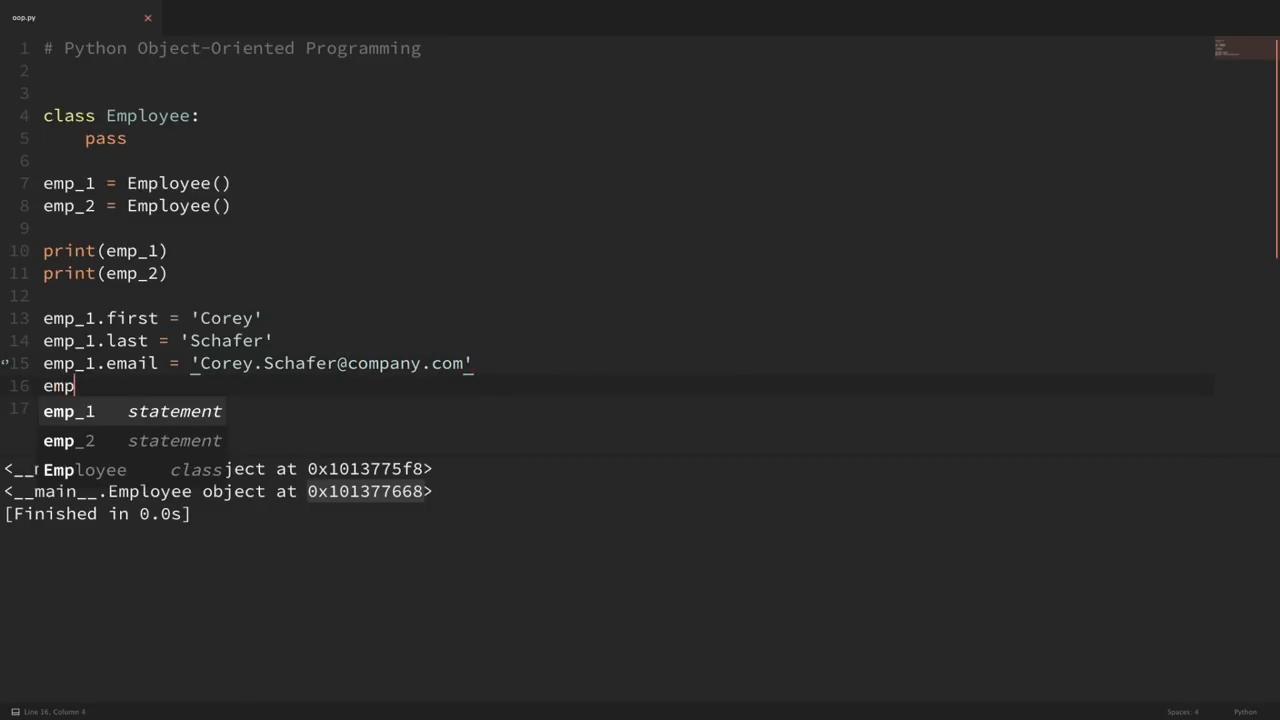 oop.py
1 # Python Object-Oriented Programming
2
3
4 class Employee:
5     pass
6
7 emp_1 = Employee()
8 emp_2 = Employee()
9
10 print(emp_1)
11 print(emp_2)
12
13 emp_1.first = 'Corey'
14 emp_1.last = 'Schafer'
15 emp_1.email = 'Corey.Schafer@company.com'
16 emp
17
emp_1 statement
emp_2 statement
Employee class
<__ ject at 0x1013775f8>
<__main__.Employee object at 0x101377668>
[Finished in 0.0s]
Line 16, Column 4
Spaces: 4
Python